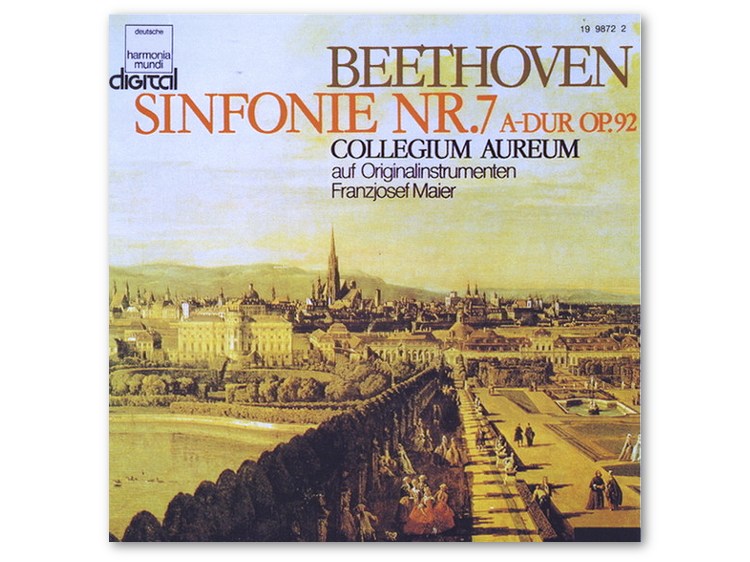 deutsche
harmonia
mundi
digital
19 9872 2
BEETHOVEN
SINFONIE NR.7 A-DUR OP.92
COLLEGIUM AUREUM
auf Originalinstrumenten
Franzjosef Maier